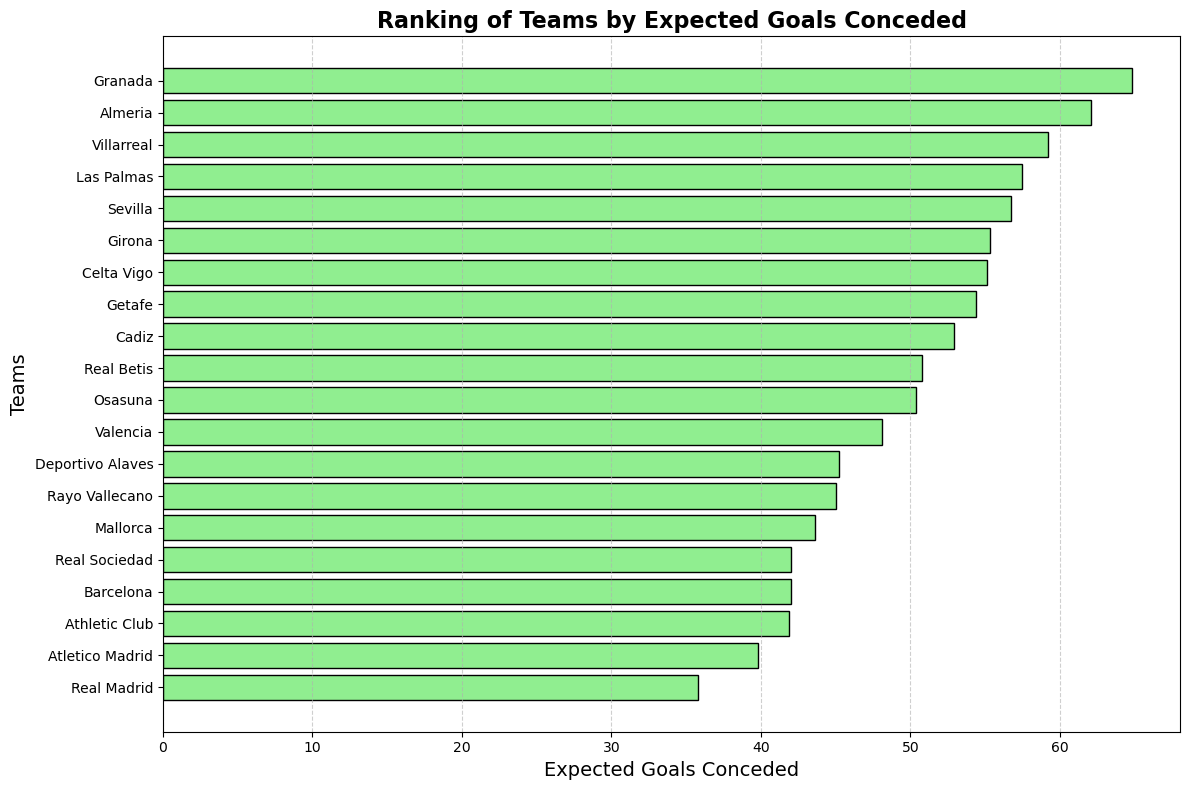 Ranking of Teams by Expected Goals Conceded
Granada
Almeria
Villarreal
Las Palmas
Sevilla
Girona
Celta Vigo
Getafe
Cadiz
Real Betis
Osasuna
Valencia
Deportivo Alaves
Rayo Vallecano
Mallorca
Real Sociedad
Barcelona
Athletic Club
Atletico Madrid
Real Madrid
Teams
0 10 20 30 40 50 60
Expected Goals Conceded